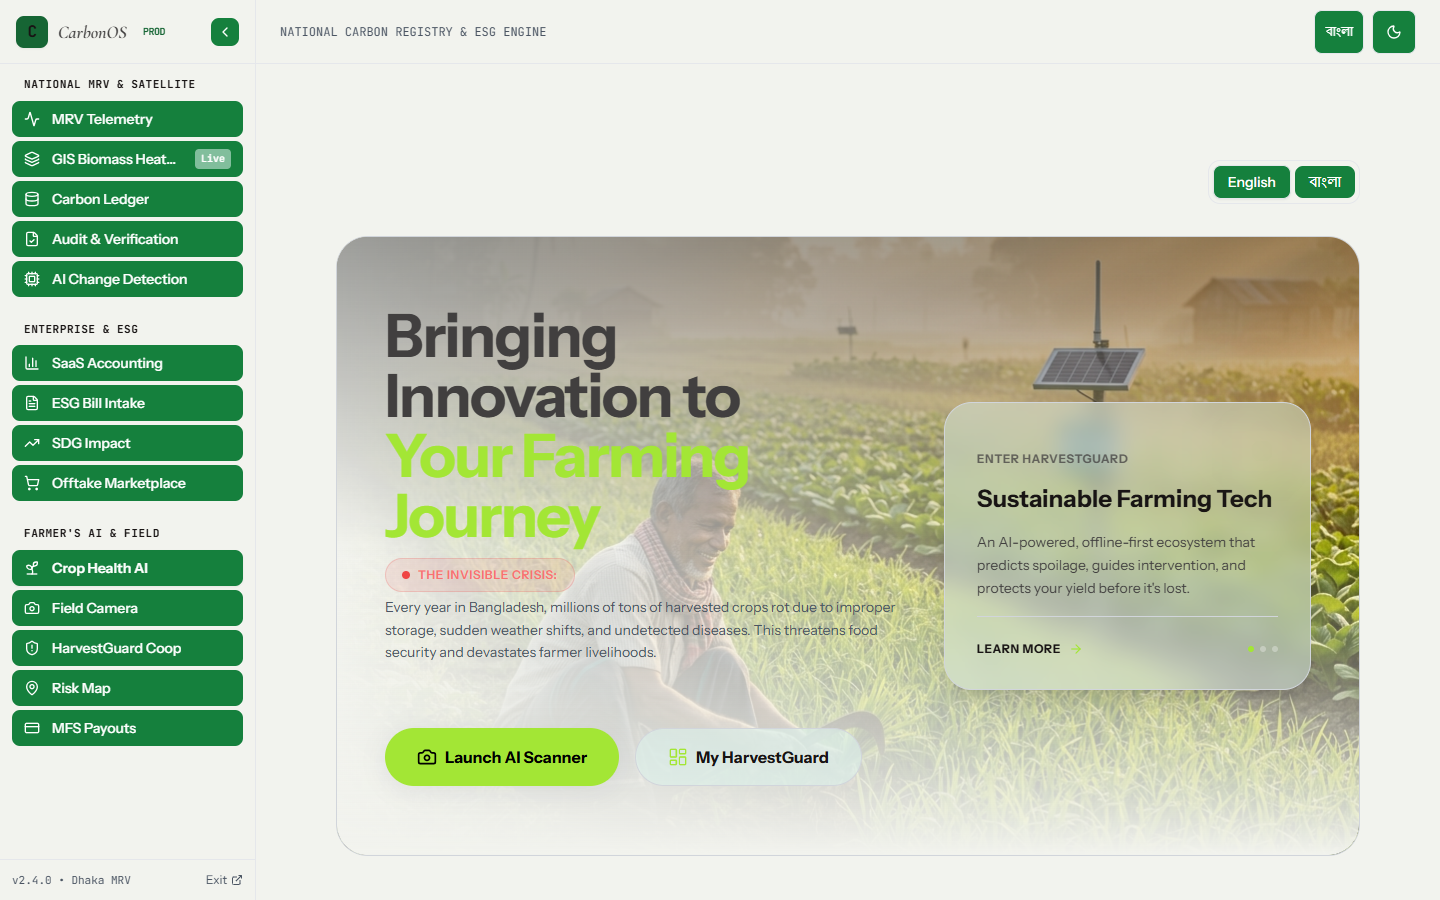 C CarbonOS PROD
NATIONAL CARBON REGISTRY & ESG ENGINE
বাংলা
NATIONAL MRV & SATELLITE
MRV Telemetry
GIS Biomass Heat... Live
Carbon Ledger
Audit & Verification
AI Change Detection
ENTERPRISE & ESG
SaaS Accounting
ESG Bill Intake
SDG Impact
Offtake Marketplace
FARMER'S AI & FIELD
Crop Health AI
Field Camera
HarvestGuard Coop
Risk Map
MFS Payouts
v2.4.0 • Dhaka MRV
Exit
English বাংলা
Bringing
Innovation to
Your Farming
Journey
THE INVISIBLE CRISIS:
Every year in Bangladesh, millions of tons of harvested crops rot due to improper
storage, sudden weather shifts, and undetected diseases. This threatens food
security and devastates farmer livelihoods.
Launch AI Scanner
My HarvestGuard
ENTER HARVESTGUARD
Sustainable Farming Tech
An AI-powered, offline-first ecosystem that
predicts spoilage, guides intervention, and
protects your yield before it's lost.
LEARN MORE